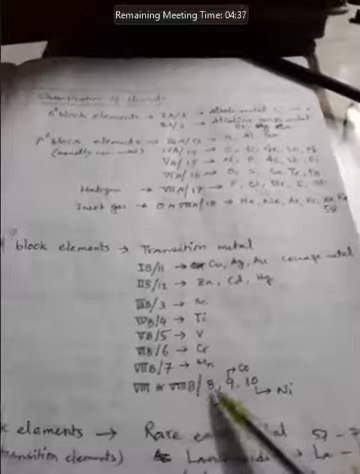 Remaining Meeting Time: 04:37
Classification of Elements
block elements → IA/1 → Alkali metal
IIA/2 → Alkaline earth metal
block elements → IIIA/13 →
IVA/14 → C, Si, Ge, Sn, Pb
VA/15 → N, P, As, Sb, Bi
VIA/16 → O, S, Se, Te, Po
Halogen → VIIA/17 → F, Cl, Br, I, At
Inert gas → 0 or VIIIA/18 → He, Ne, Ar, Kr, Xe, Rn
block elements → Transition metal
IB/11 → Cu, Ag, Au coinage metal
IIB/12 → Zn, Cd, Hg
IIIB/3 → Sc
IVB/4 → Ti
VB/5 → V
VIB/6 → Cr
VIIB/7 → Mn
Co
VIII or VIIIB/8, 9, 10
→ Ni
elements → Rare
transition elements) La -